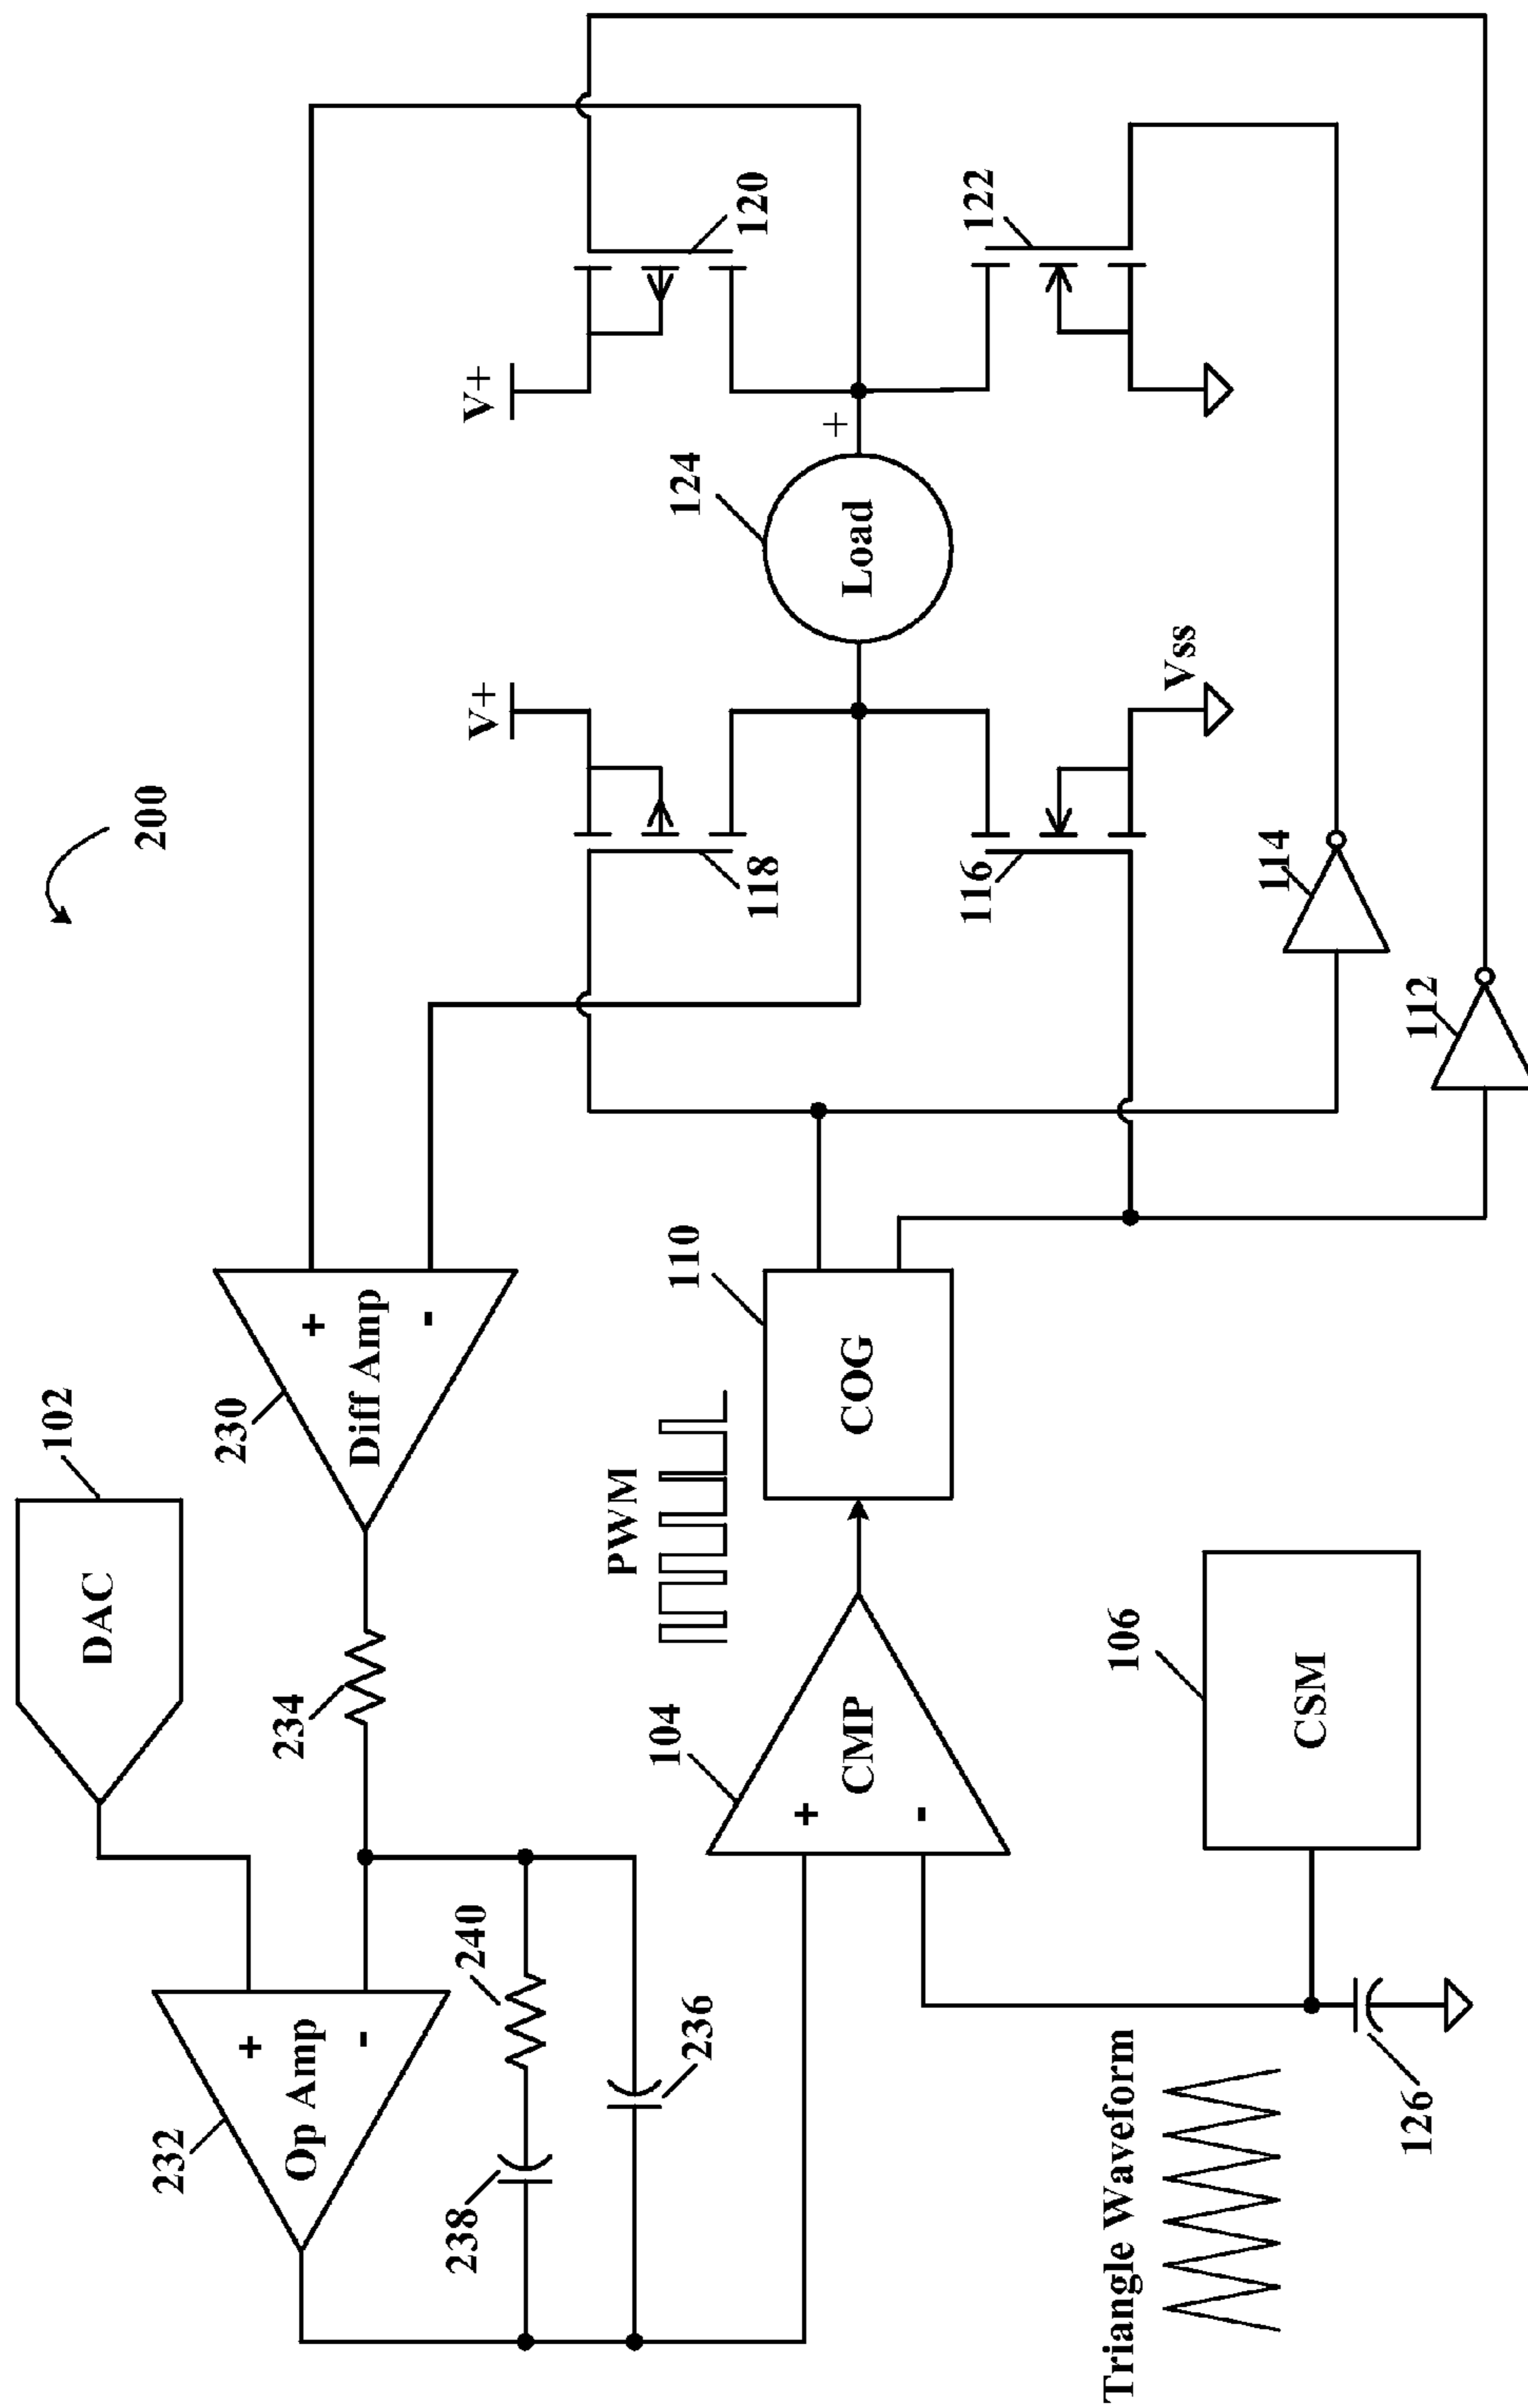 200
DAC
102
Diff Amp
+
-
230
234
Op Amp
+
-
232
240
238
236
CMP
+
-
104
PWM
COG
110
CSM
106
Triangle Waveform
126
V+
V+
118
120
Load
124
+
116
122
Vss
114
112